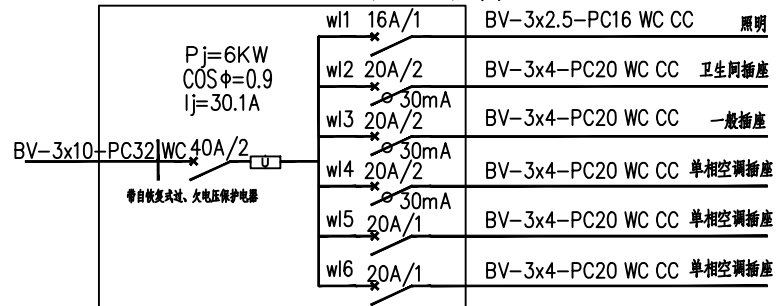 wl1 16A/1 BV-3x2.5-PC16 WC CC 照明
Pj=6KW
COSΦ=0.9
Ij=30.1A
wl2 20A/2 BV-3x4-PC20 WC CC 卫生间插座
30mA
wl3 20A/2 BV-3x4-PC20 WC CC 一般插座
30mA
BV-3x10-PC32 WC 40A/2 U
wl4 20A/2 BV-3x4-PC20 WC CC 单相空调插座
30mA
带自恢复式过、欠电压保护电器
wl5 20A/1 BV-3x4-PC20 WC CC 单相空调插座
wl6 20A/1 BV-3x4-PC20 WC CC 单相空调插座